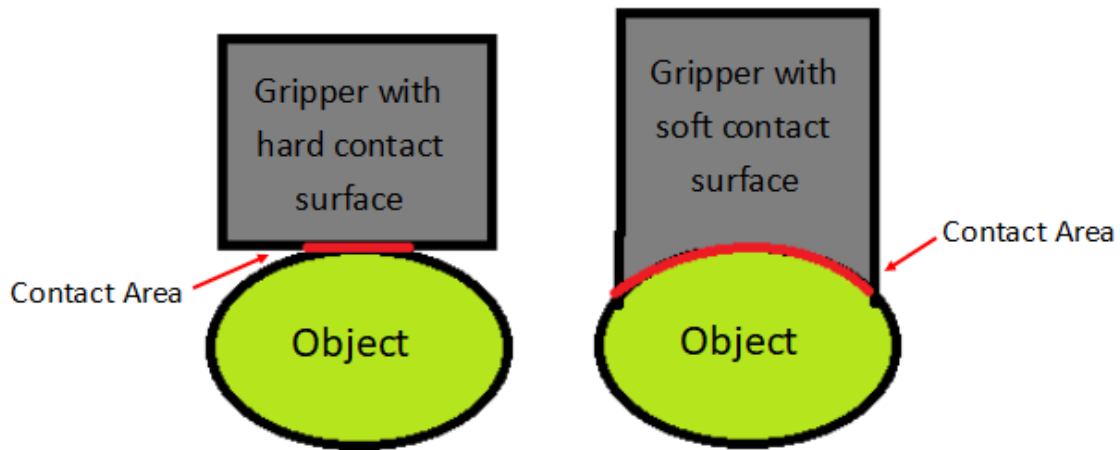 Gripper with
hard contact
surface
Contact Area
Object
Gripper with
soft contact
surface
Contact Area
Object